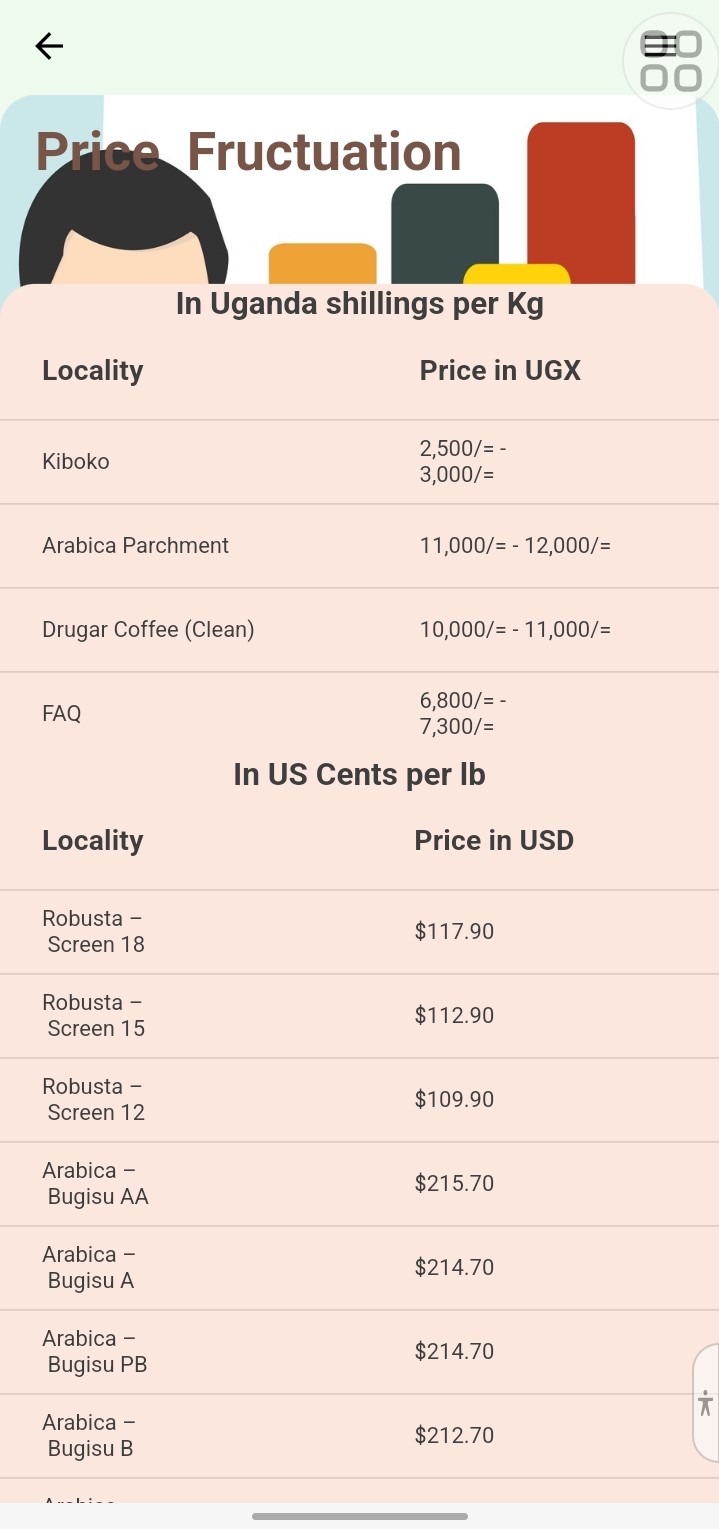 Price Fructuation
In Uganda shillings per Kg
Locality Price in UGX
Kiboko 2,500/= -
3,000/=
Arabica Parchment 11,000/= - 12,000/=
Drugar Coffee (Clean) 10,000/= - 11,000/=
FAQ 6,800/= -
7,300/=
In US Cents per lb
Locality Price in USD
Robusta –
Screen 18 $117.90
Robusta –
Screen 15 $112.90
Robusta –
Screen 12 $109.90
Arabica –
Bugisu AA $215.70
Arabica –
Bugisu A $214.70
Arabica –
Bugisu PB $214.70
Arabica –
Bugisu B $212.70